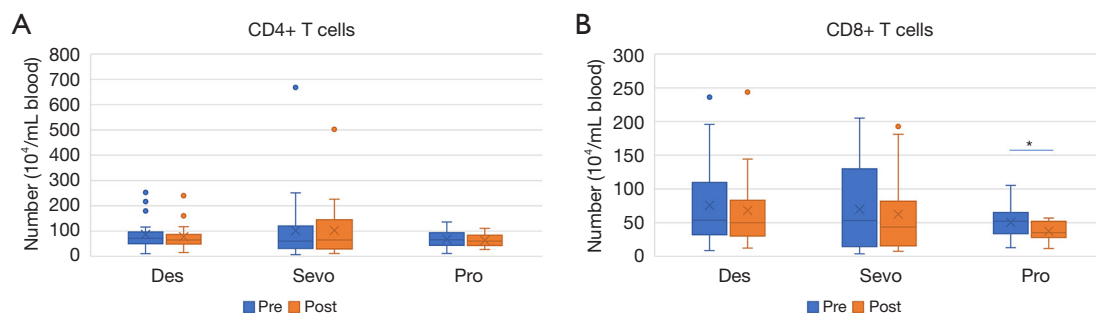 A
CD4+ T cells
Number (10⁴/mL blood)
800
700
600
500
400
300
200
100
0
Des
Sevo
Pro
Pre
Post
B
CD8+ T cells
Number (10⁴/mL blood)
300
250
200
150
100
50
0
*
Des
Sevo
Pro
Pre
Post